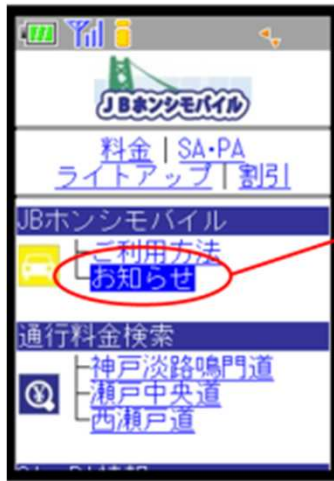 JBホンシモバイル
料金 | SA・PA
ライトアップ | 割引
JBホンシモバイル
ご利用方法
お知らせ
通行料金検索
神戸淡路鳴門道
瀬戸中央道
西瀬戸道